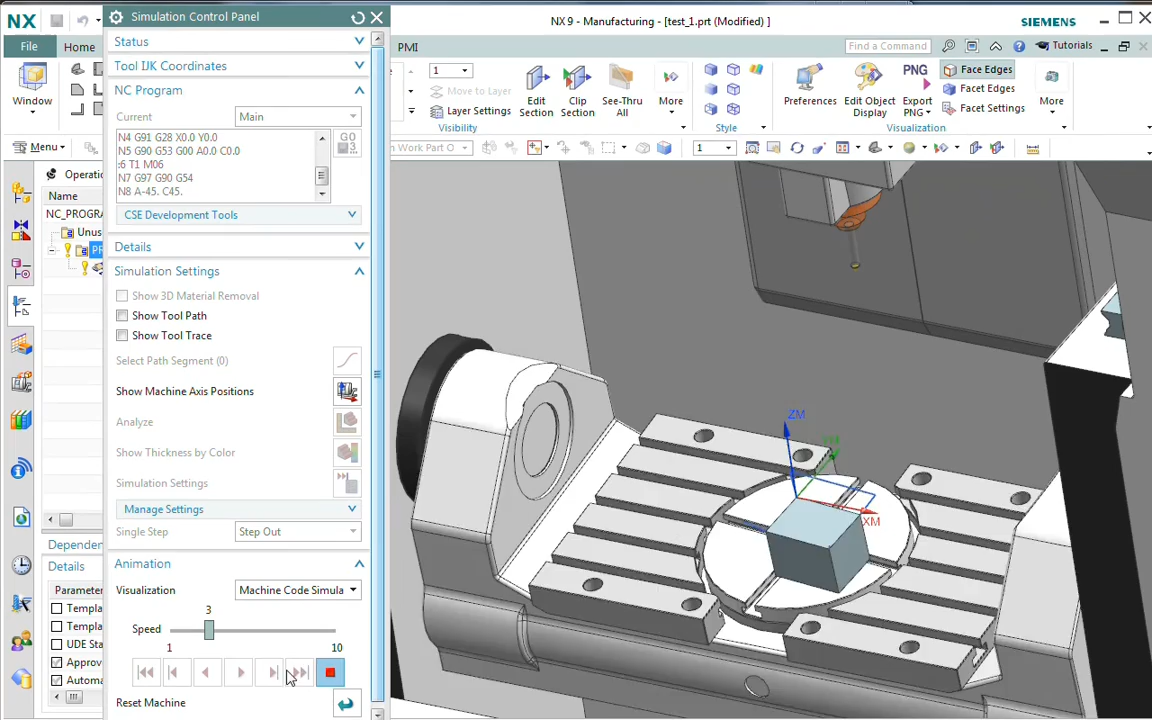 NX
Simulation Control Panel
NX 9 - Manufacturing - [test_1.prt (Modified) ]
SIEMENS
File
Home
PMI
Find a Command
Tutorials
Window
1
Move to Layer
Layer Settings
Edit Section
Clip Section
See-Thru All
More
Preferences
Edit Object Display
PNG
Export PNG
Face Edges
Facet Edges
Facet Settings
More
Visibility
Style
Visualization
Menu
n Work Part O
1
Status
Tool IJK Coordinates
NC Program
Current
Main
N4 G91 G28 X0.0 Y0.0
N5 G90 G53 G00 A0.0 C0.0
:6 T1 M06
N7 G97 G90 G54
N8 A-45. C45.
GO
CSE Development Tools
Details
Simulation Settings
Show 3D Material Removal
Show Tool Path
Show Tool Trace
Select Path Segment (0)
Show Machine Axis Positions
Analyze
Show Thickness by Color
Simulation Settings
Manage Settings
Single Step
Step Out
Animation
Visualization
Machine Code Simula
3
Speed
1
10
Reset Machine
Operati
Name
NC_PROGRA
Unus
PR
Dependen
Details
Parameter
Templa
Templa
UDE Sta
Approv
Automa
ZM
XM